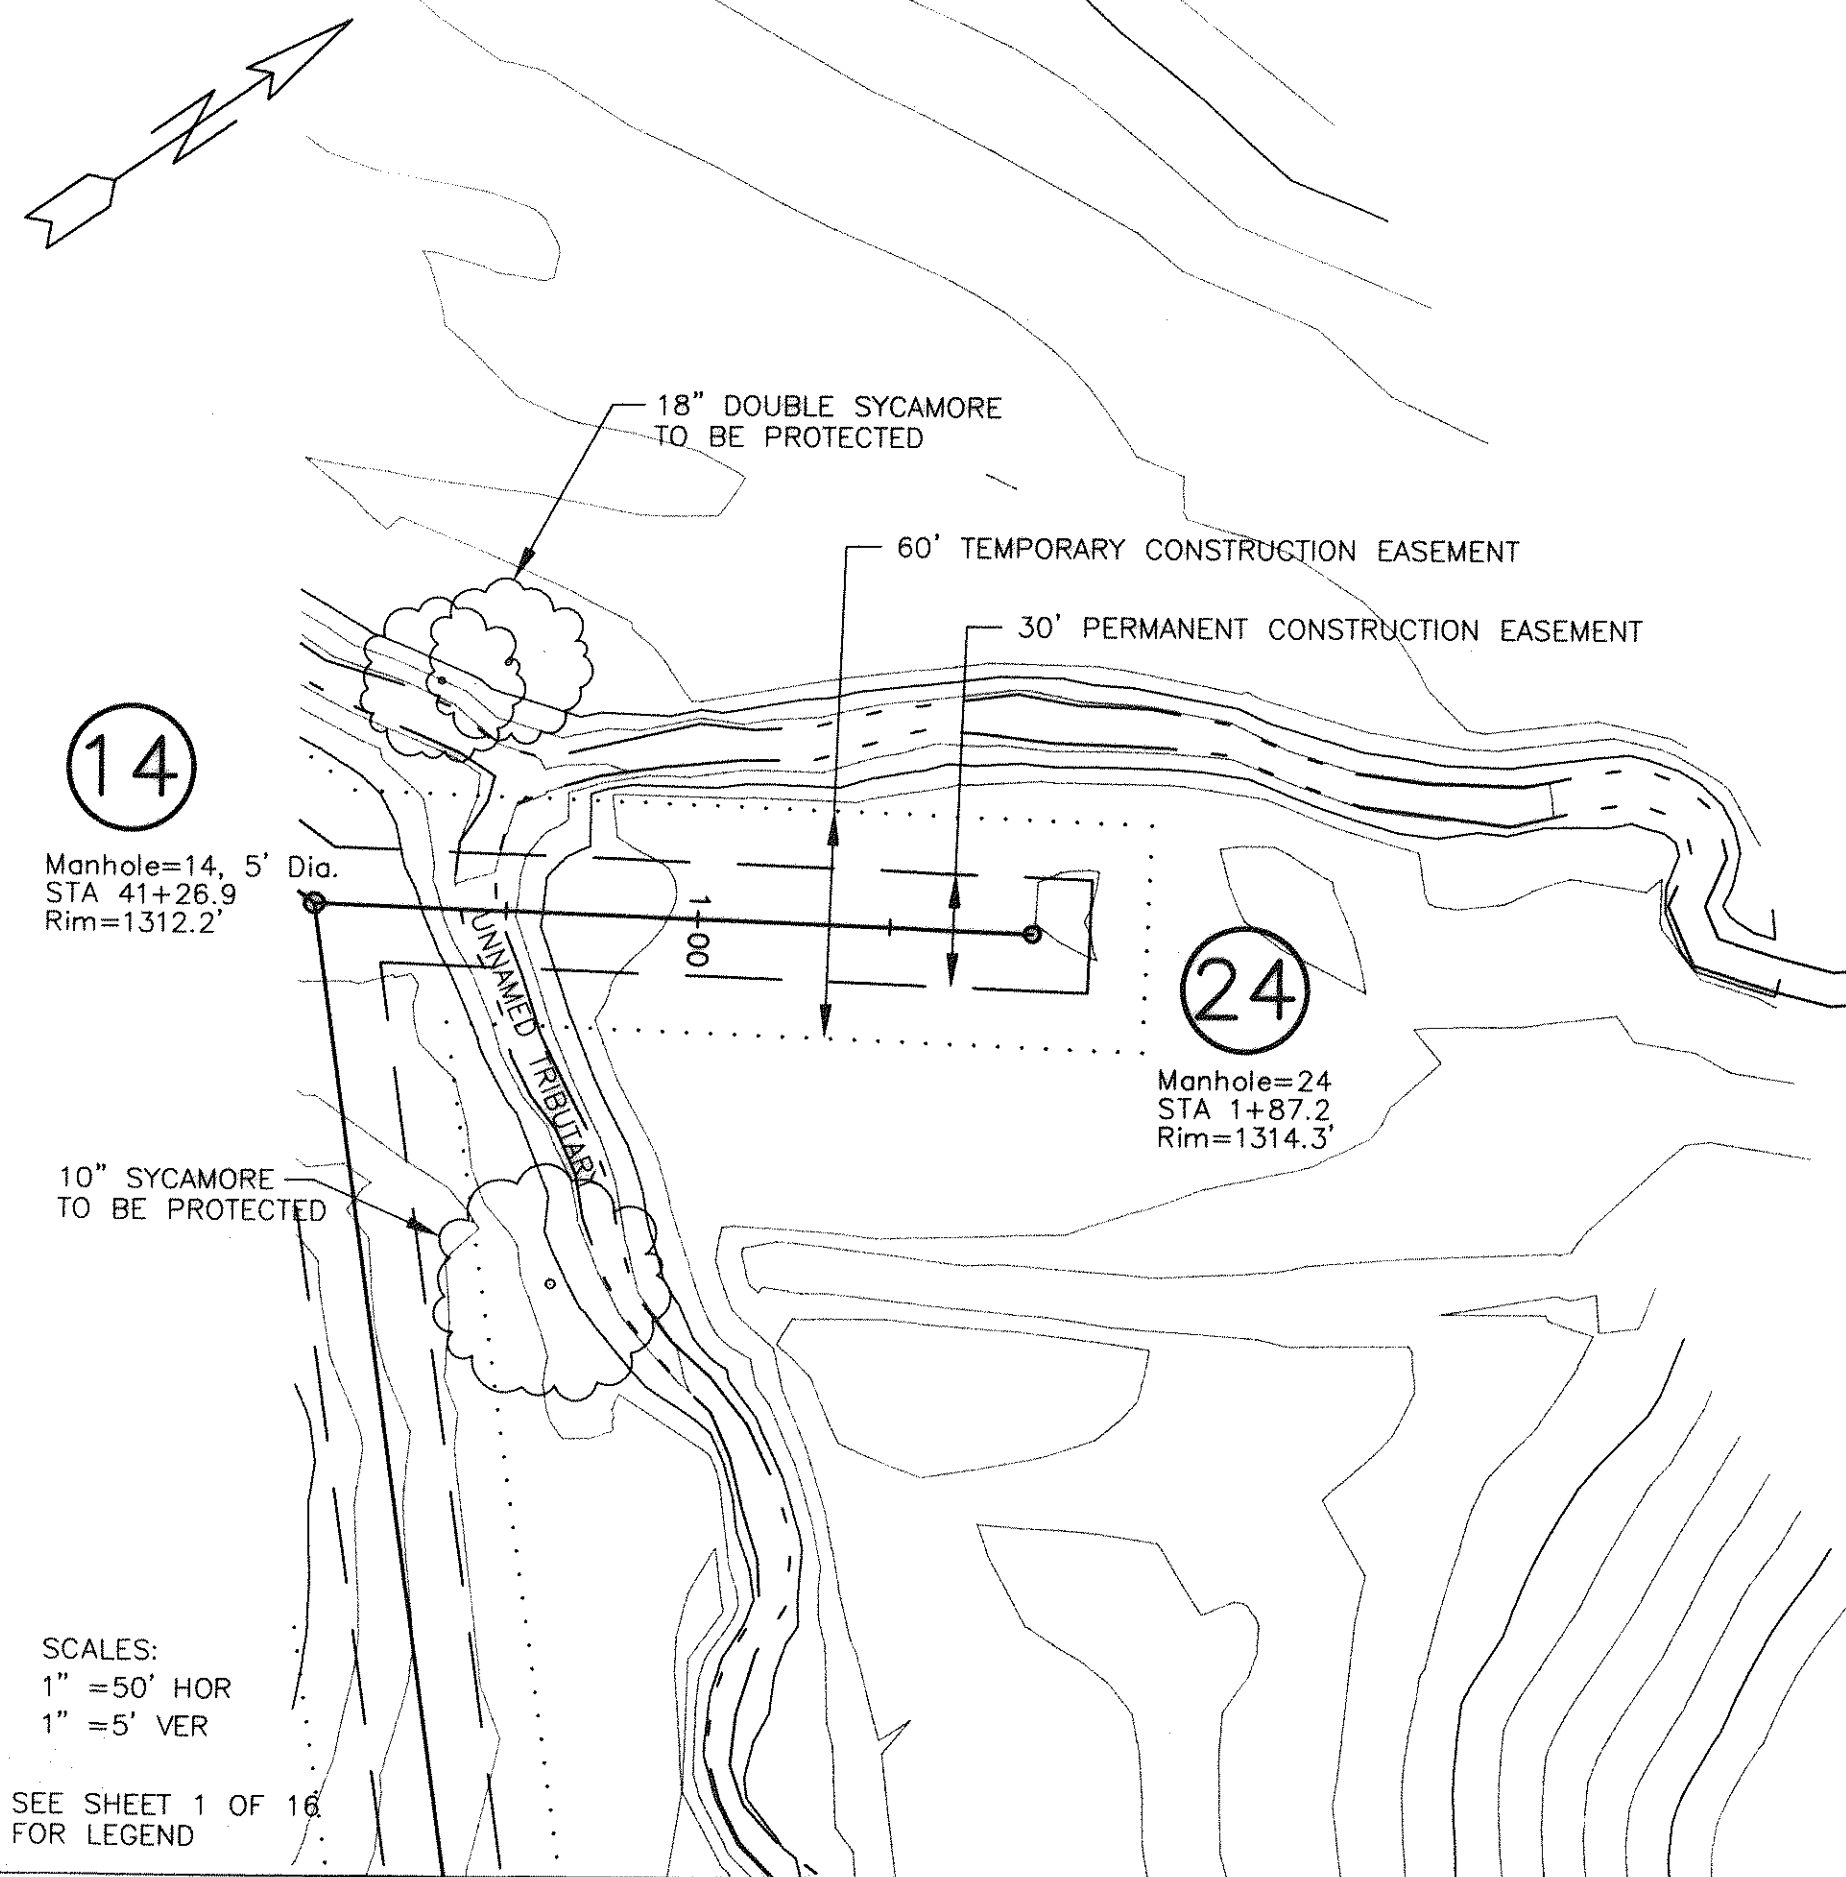 N
18" DOUBLE SYCAMORE
TO BE PROTECTED
60' TEMPORARY CONSTRUCTION EASEMENT
30' PERMANENT CONSTRUCTION EASEMENT
14
Manhole=14, 5' Dia.
STA 41+26.9
Rim=1312.2'
1+00
UNNAMED TRIBUTARY
24
Manhole=24
STA 1+87.2
Rim=1314.3'
10" SYCAMORE
TO BE PROTECTED
SCALES:
1" =50' HOR
1" =5' VER
SEE SHEET 1 OF 16
FOR LEGEND